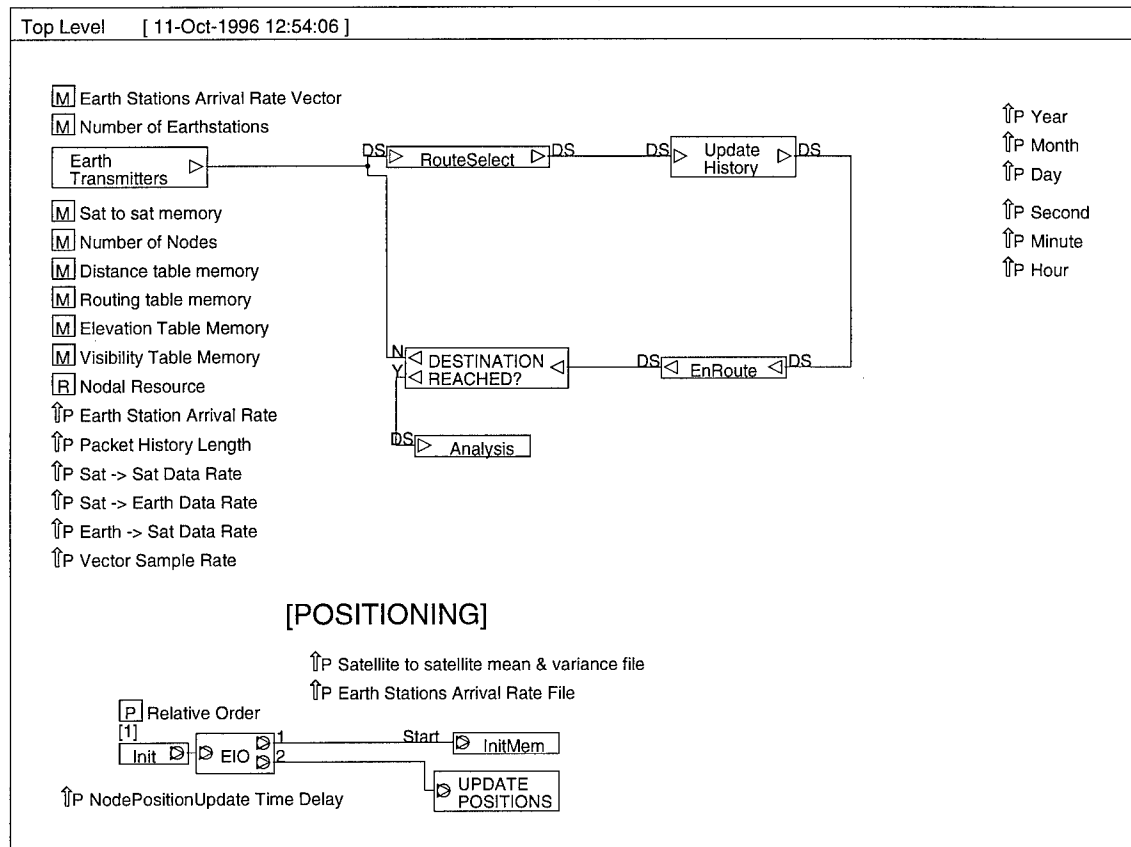 Top Level [ 11-Oct-1996 12:54:06 ]
M Earth Stations Arrival Rate Vector
M Number of Earthstations
Earth
Transmitters
DS RouteSelect DS
DS Update
History DS
⇑P Year
⇑P Month
⇑P Day
⇑P Second
⇑P Minute
⇑P Hour
M Sat to sat memory
M Number of Nodes
M Distance table memory
M Routing table memory
M Elevation Table Memory
M Visibility Table Memory
R Nodal Resource
⇑P Earth Station Arrival Rate
⇑P Packet History Length
⇑P Sat -> Sat Data Rate
⇑P Sat -> Earth Data Rate
⇑P Earth -> Sat Data Rate
⇑P Vector Sample Rate
N DESTINATION
Y REACHED?
DS EnRoute DS
DS Analysis
[POSITIONING]
⇑P Satellite to satellite mean & variance file
⇑P Earth Stations Arrival Rate File
P Relative Order
[1]
Init EIO 1 2
Start InitMem
UPDATE
POSITIONS
⇑P NodePositionUpdate Time Delay